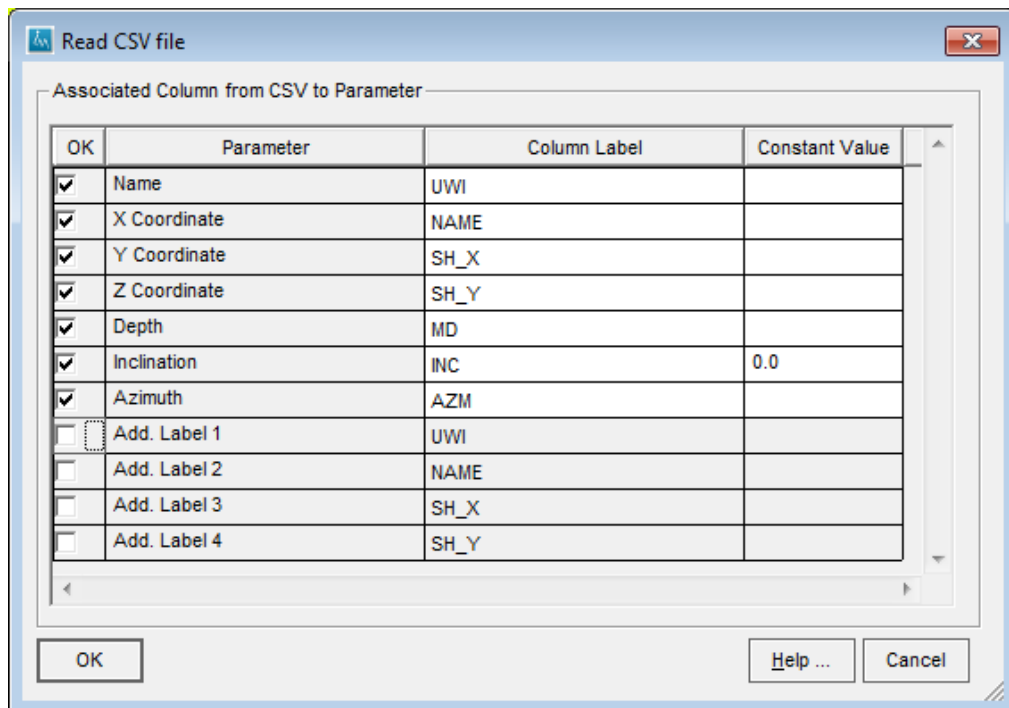 Read CSV file
Associated Column from CSV to Parameter
OK Parameter Column Label Constant Value
Name UWI
X Coordinate NAME
Y Coordinate SH_X
Z Coordinate SH_Y
Depth MD
Inclination INC 0.0
Azimuth AZM
Add. Label 1 UWI
Add. Label 2 NAME
Add. Label 3 SH_X
Add. Label 4 SH_Y
OK Help ... Cancel